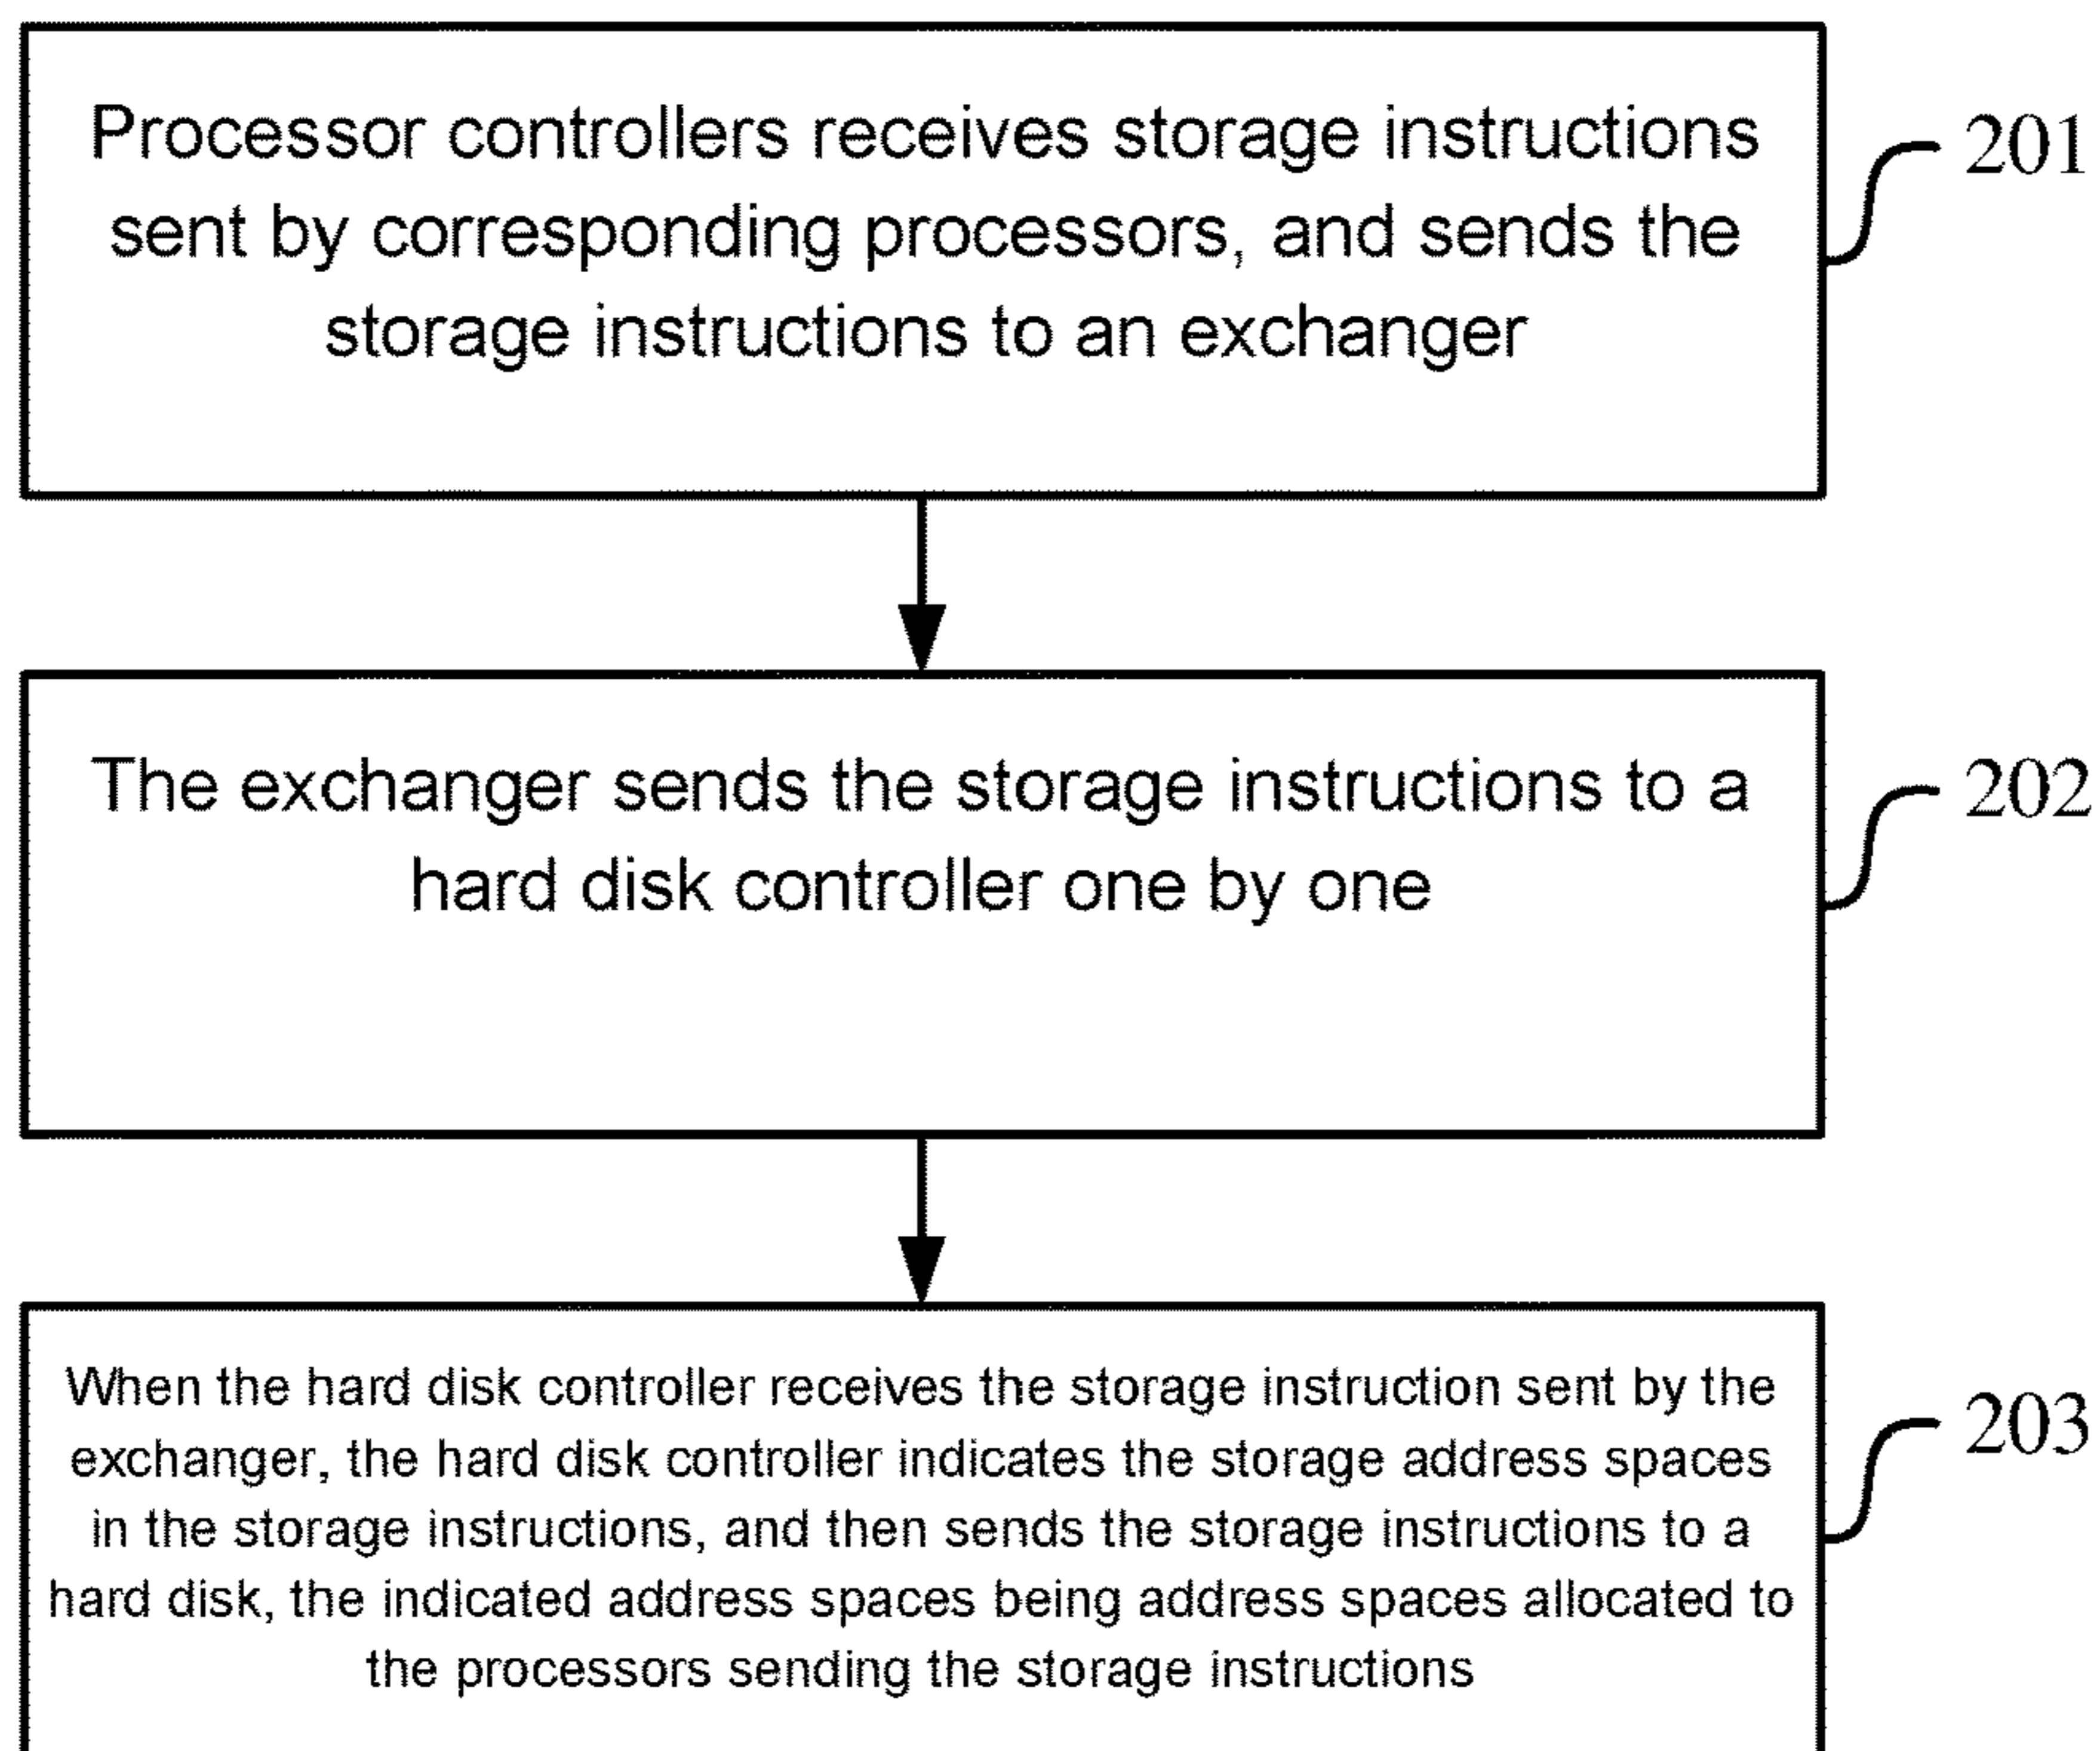 Processor controllers receives storage instructions
sent by corresponding processors, and sends the
storage instructions to an exchanger
201
The exchanger sends the storage instructions to a
hard disk controller one by one
202
When the hard disk controller receives the storage instruction sent by the
exchanger, the hard disk controller indicates the storage address spaces
in the storage instructions, and then sends the storage instructions to a
hard disk, the indicated address spaces being address spaces allocated to
the processors sending the storage instructions
203